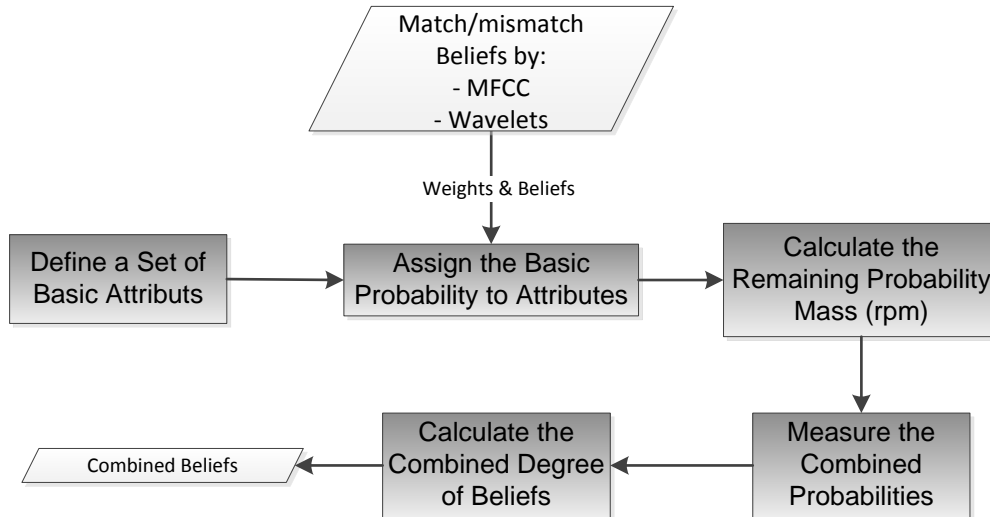 Match/mismatch
Beliefs by:
- MFCC
- Wavelets
Weights & Beliefs
Define a Set of
Basic Attributs
Assign the Basic
Probability to Attributes
Calculate the
Remaining Probability
Mass (rpm)
Combined Beliefs
Calculate the
Combined Degree
of Beliefs
Measure the
Combined
Probabilities